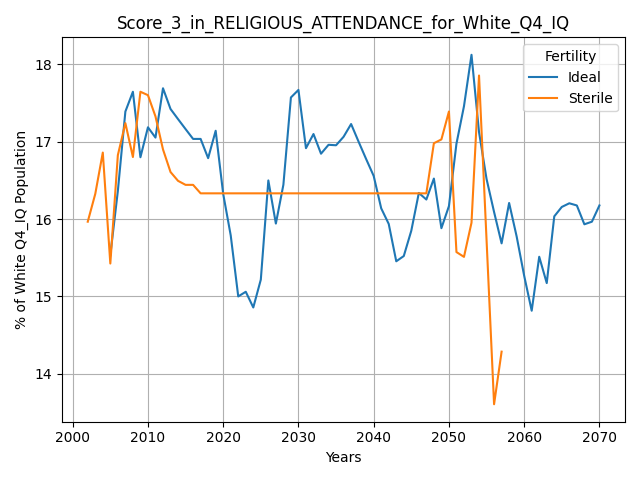 Score_3_in_RELIGIOUS_ATTENDANCE_for_White_Q4_IQ
Fertility
Ideal
Sterile
% of White Q4_IQ Population
18
17
16
15
14
2000 2010 2020 2030 2040 2050 2060 2070
Years